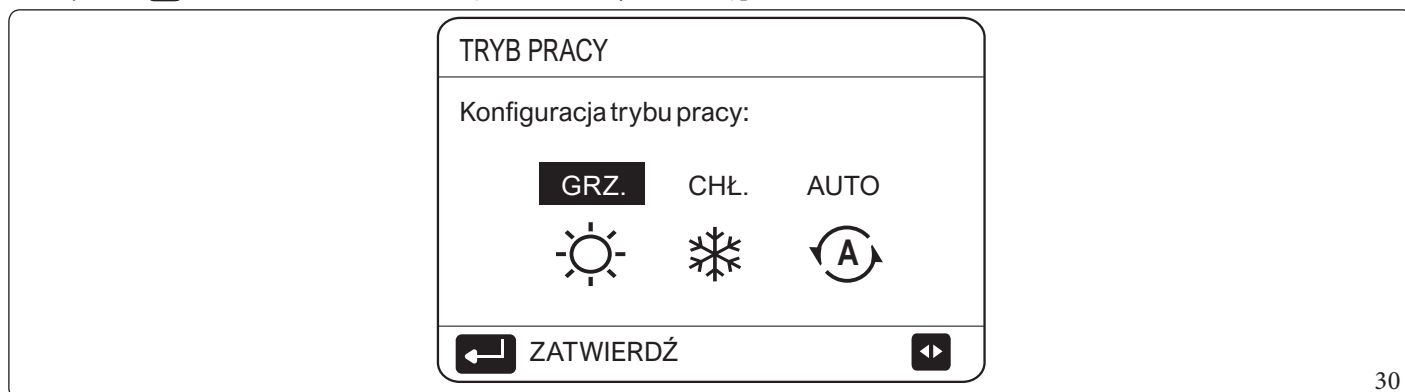 TRYB PRACY
Konfiguracja trybu pracy:
GRZ. CHŁ. AUTO
A
ZATWIERDŹ
30